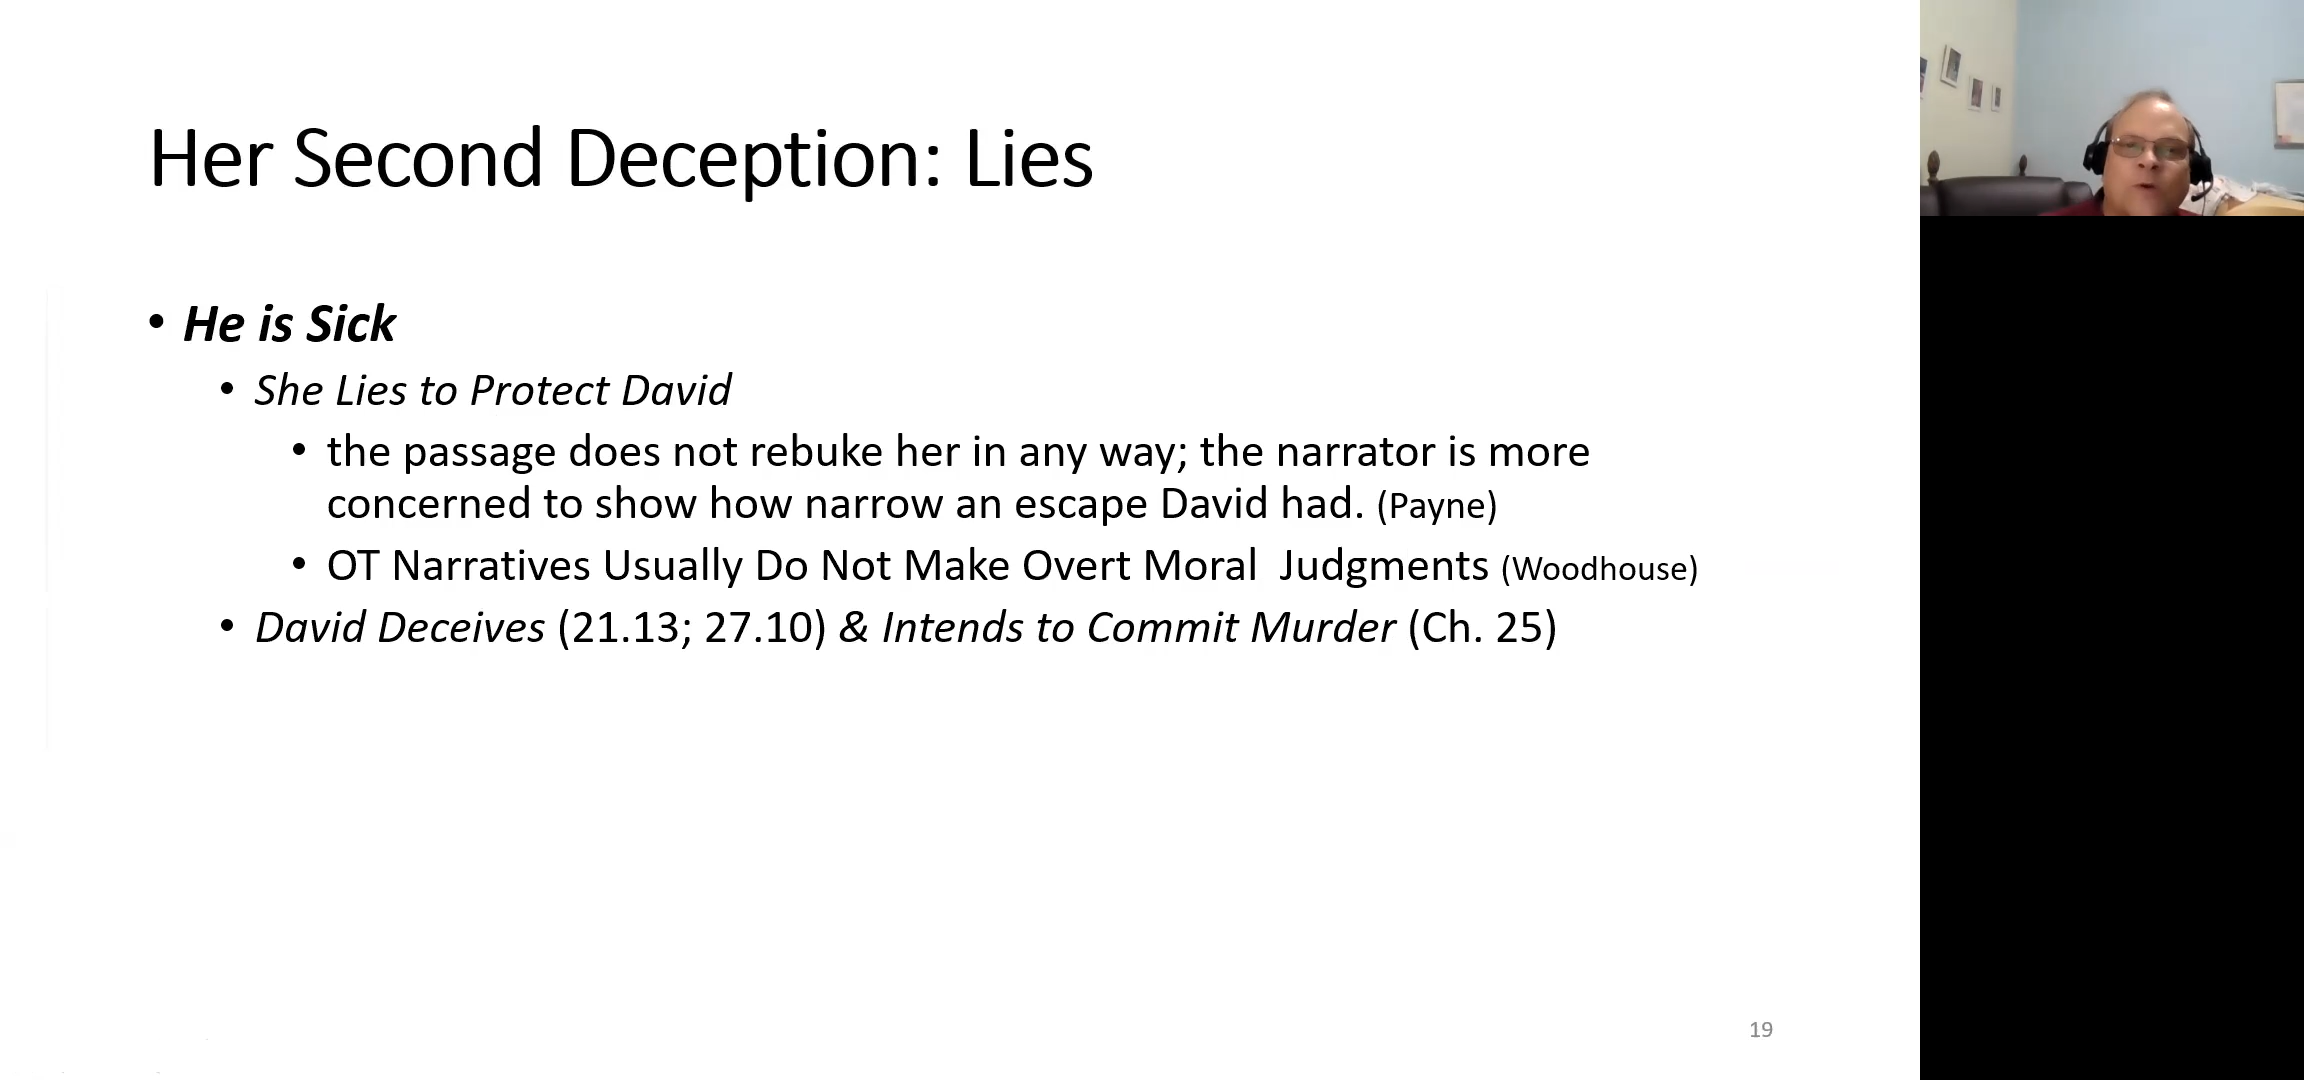 Her Second Deception: Lies
• He is Sick
• She Lies to Protect David
• the passage does not rebuke her in any way; the narrator is more
concerned to show how narrow an escape David had. (Payne)
• OT Narratives Usually Do Not Make Overt Moral  Judgments (Woodhouse)
• David Deceives (21.13; 27.10) & Intends to Commit Murder (Ch. 25)
19